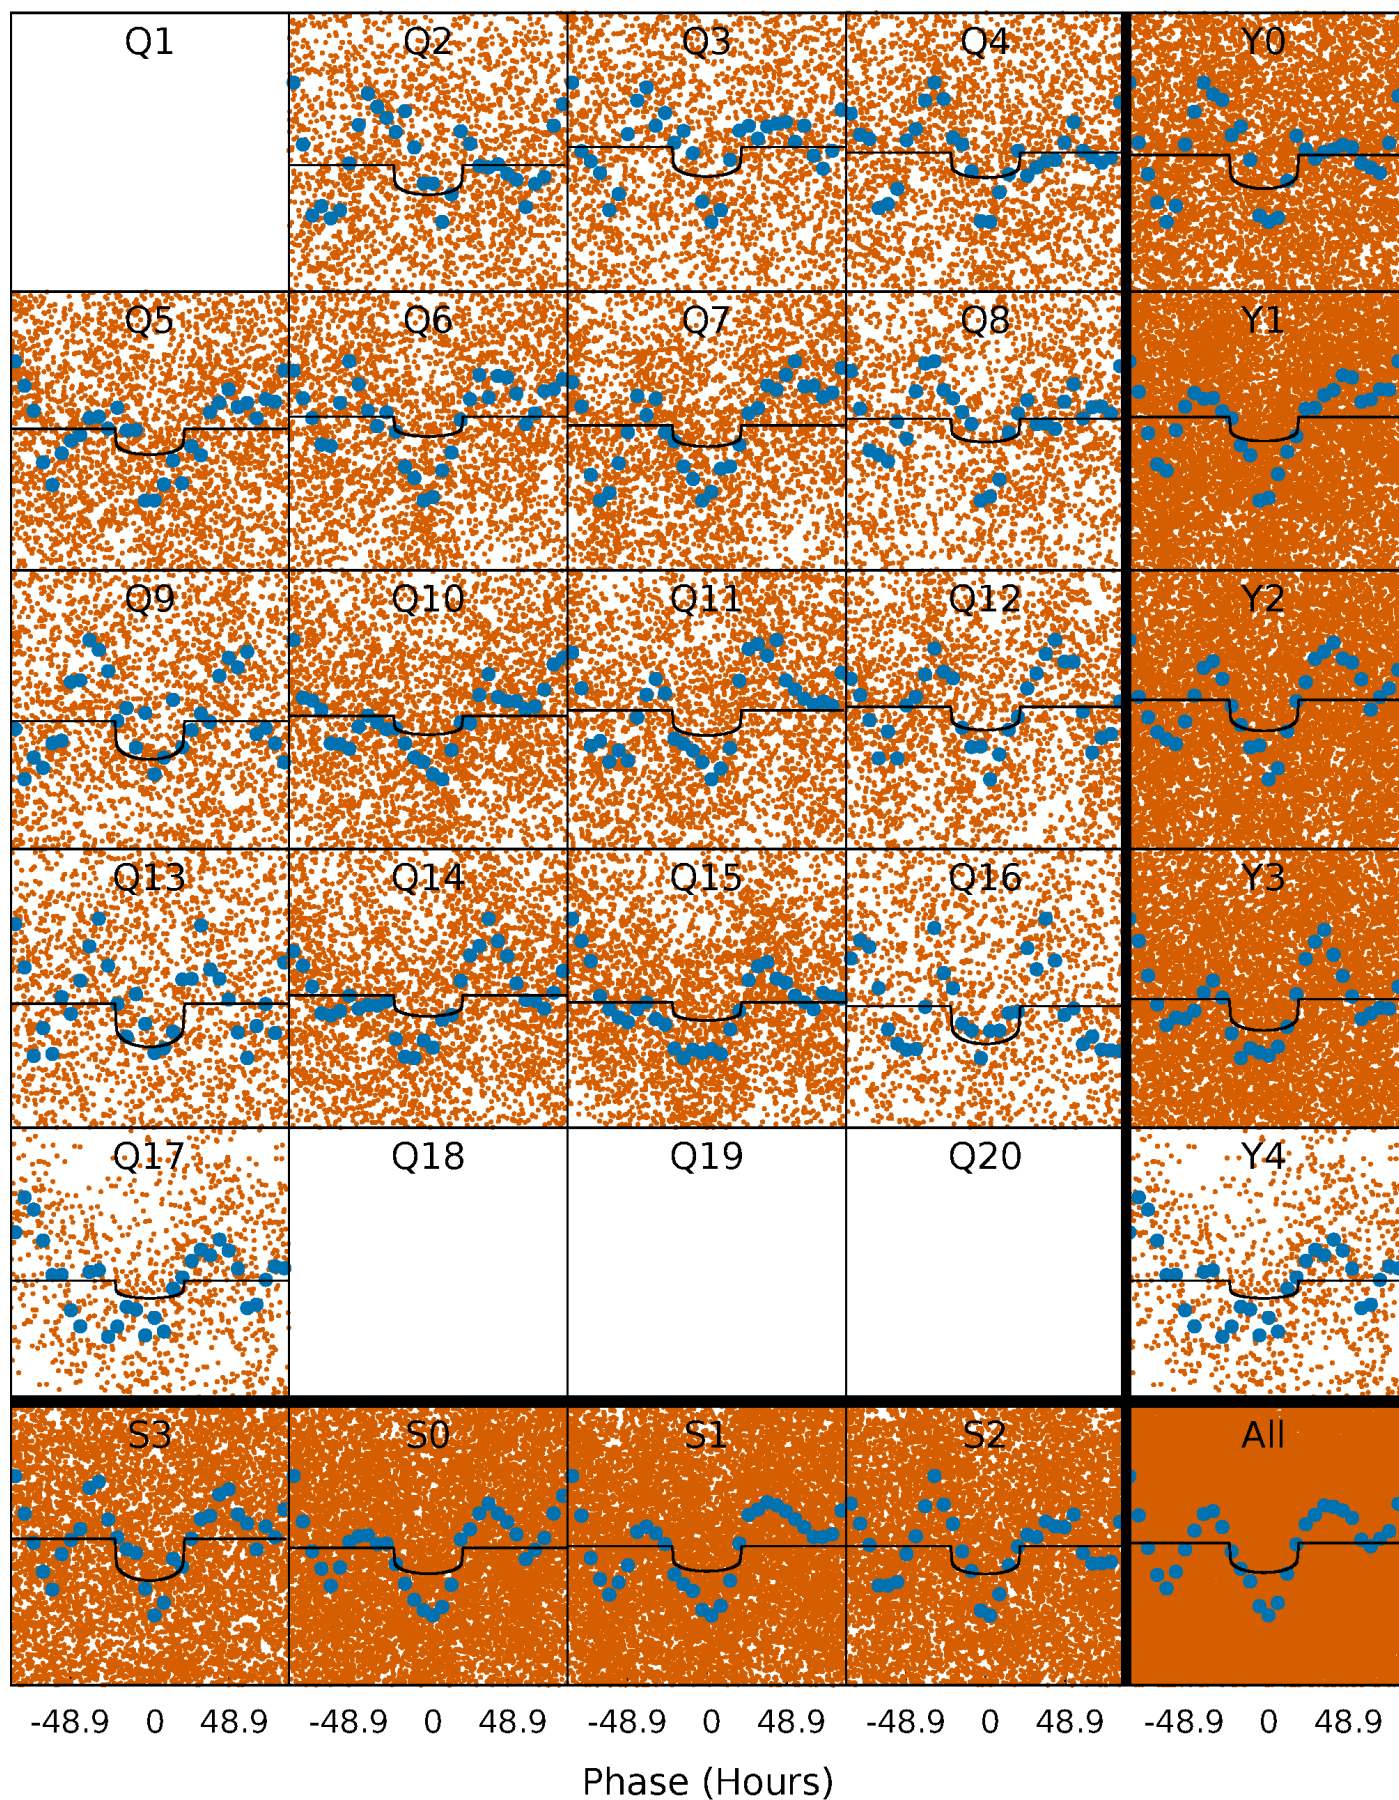 Q1 Q2 Q3 Q4 Y0
Q5 Q6 Q7 Q8 Y1
Q9 Q10 Q11 Q12 Y2
Q13 Q14 Q15 Q16 Y3
Q17 Q18 Q19 Q20 Y4
S3 S0 S1 S2 All
-48.9 0 48.9 -48.9 0 48.9 -48.9 0 48.9 -48.9 0 48.9 -48.9 0 48.9
Phase (Hours)